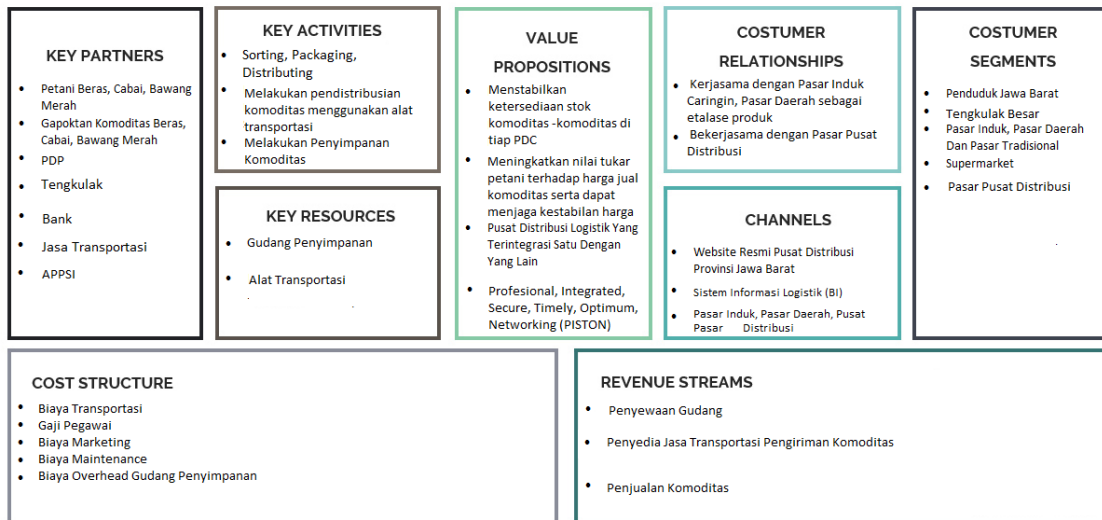 KEY PARTNERS
• Petani Beras, Cabai, Bawang
Merah
• Gapoktan Komoditas Beras,
Cabai, Bawang Merah
• PDP
• Tengkulak
• Bank
• Jasa Transportasi
• APPSI
KEY ACTIVITIES
• Sorting, Packaging,
Distributing
• Melakukan pendistribusian
komoditas menggunakan alat
transportasi
• Melakukan Penyimpanan
Komoditas
KEY RESOURCES
• Gudang Penyimpanan
• Alat Transportasi
VALUE
PROPOSITIONS
• Menstabilkan
ketersediaan stok
komoditas -komoditas di
tiap PDC
• Meningkatkan nilai tukar
petani terhadap harga jual
komoditas serta dapat
menjaga kestabilan harga
• Pusat Distribusi Logistik Yang
Terintegrasi Satu Dengan
Yang Lain
• Profesional, Integrated,
Secure, Timely, Optimum,
Networking (PISTON)
COSTUMER
RELATIONSHIPS
• Kerjasama dengan Pasar Induk
Caringin, Pasar Daerah sebagai
etalase produk
• Bekerjasama dengan Pasar Pusat
Distribusi
CHANNELS
• Website Resmi Pusat Distribusi
Provinsi Jawa Barat
• Sistem Informasi Logistik (BI)
• Pasar Induk, Pasar Daerah, Pusat
Pasar Distribusi
COSTUMER
SEGMENTS
• Penduduk Jawa Barat
• Tengkulak Besar
• Pasar Induk, Pasar Daerah
Dan Pasar Tradisional
• Supermarket
• Pasar Pusat Distribusi
COST STRUCTURE
• Biaya Transportasi
• Gaji Pegawai
• Biaya Marketing
• Biaya Maintenance
• Biaya Overhead Gudang Penyimpanan
REVENUE STREAMS
• Penyewaan Gudang
• Penyedia Jasa Transportasi Pengiriman Komoditas
• Penjualan Komoditas